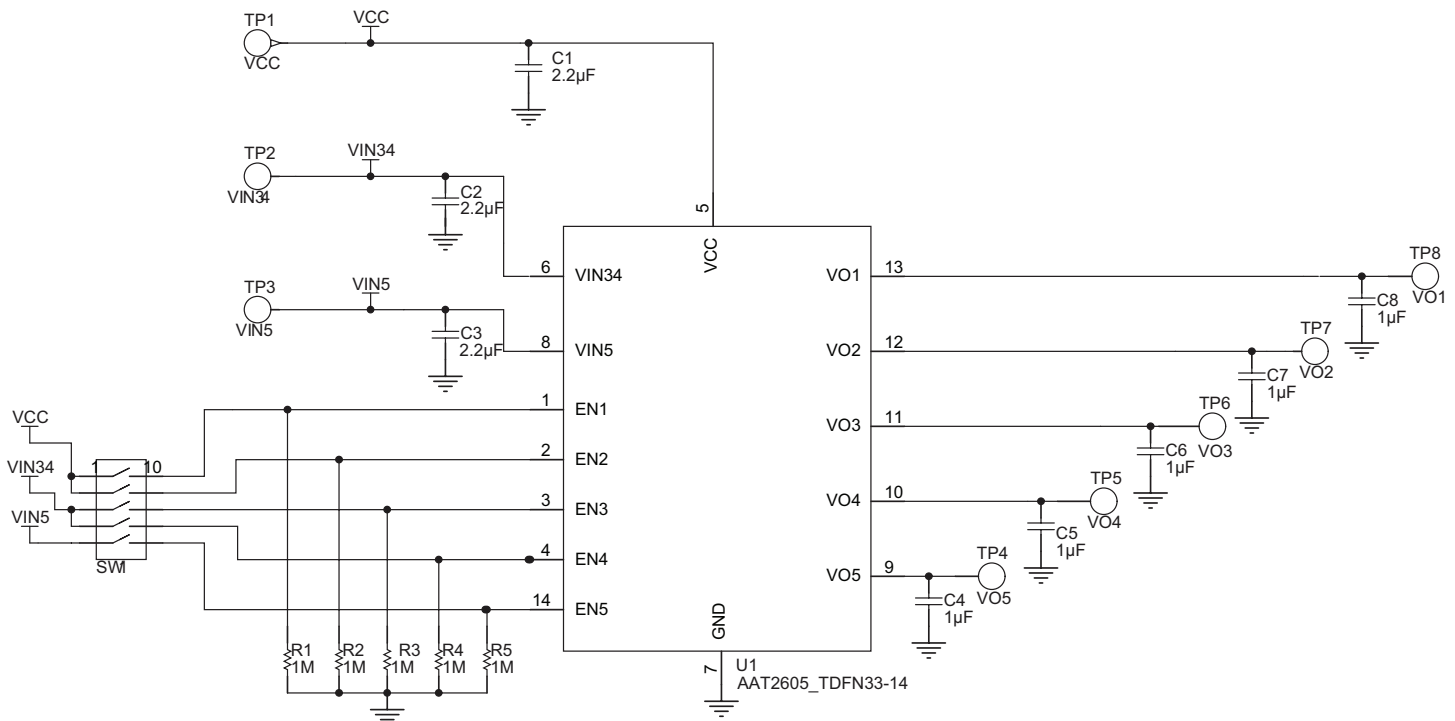 TP1
VCC
VCC
C1
2.2µF
TP2
VIN34
VIN34
C2
2.2µF
5
VCC
TP3
VIN5
VIN5
C3
2.2µF
6 VIN34
8 VIN5
1 EN1
2 EN2
3 EN3
4 EN4
14 EN5
VCC
VIN34
VIN5
1 10
SW1
R1
1M
R2
1M
R3
1M
R4
1M
R5
1M
GND
7
U1
AAT2605_TDFN33-14
VO1 13
VO2 12
VO3 11
VO4 10
VO5 9
TP8
VO1
C8
1µF
TP7
VO2
C7
1µF
TP6
VO3
C6
1µF
TP5
VO4
C5
1µF
TP4
VO5
C4
1µF